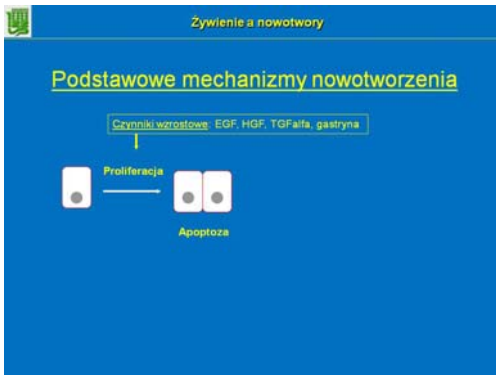 Żywienie a nowotwory
Podstawowe mechanizmy nowotworzenia
Czynniki wzrostowe: EGF, HGF, TGFalfa, gastryna
Proliferacja
Apoptoza